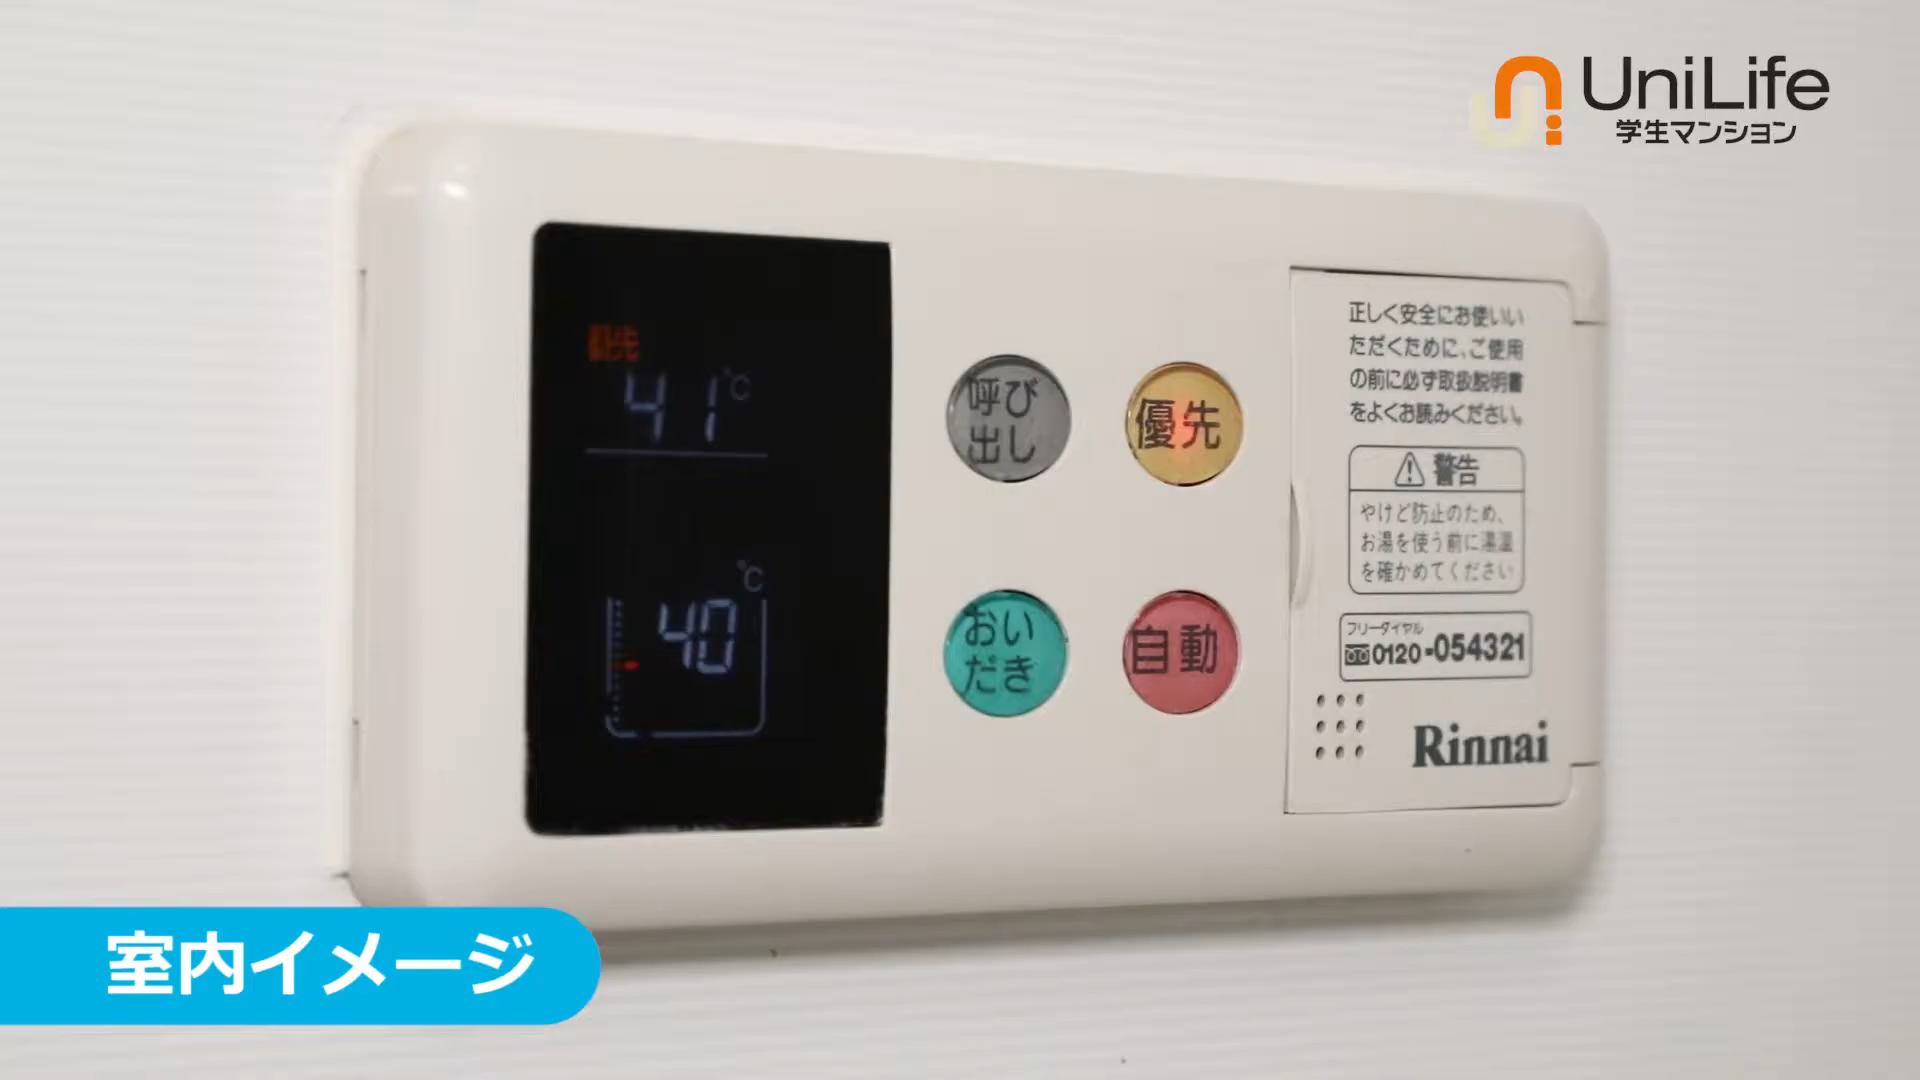 UniLife
学生マンション
優先
41℃
℃
40
呼び
出し
優先
おい
だき
自動
正しく安全にお使いい
ただくために、ご使用
の前に必ず取扱説明書
をよくお読みください。
警告
やけど防止のため、
お湯を使う前に湯温
を確かめてください
フリーダイヤル
0120-054321
Rinnai
室内イメージ